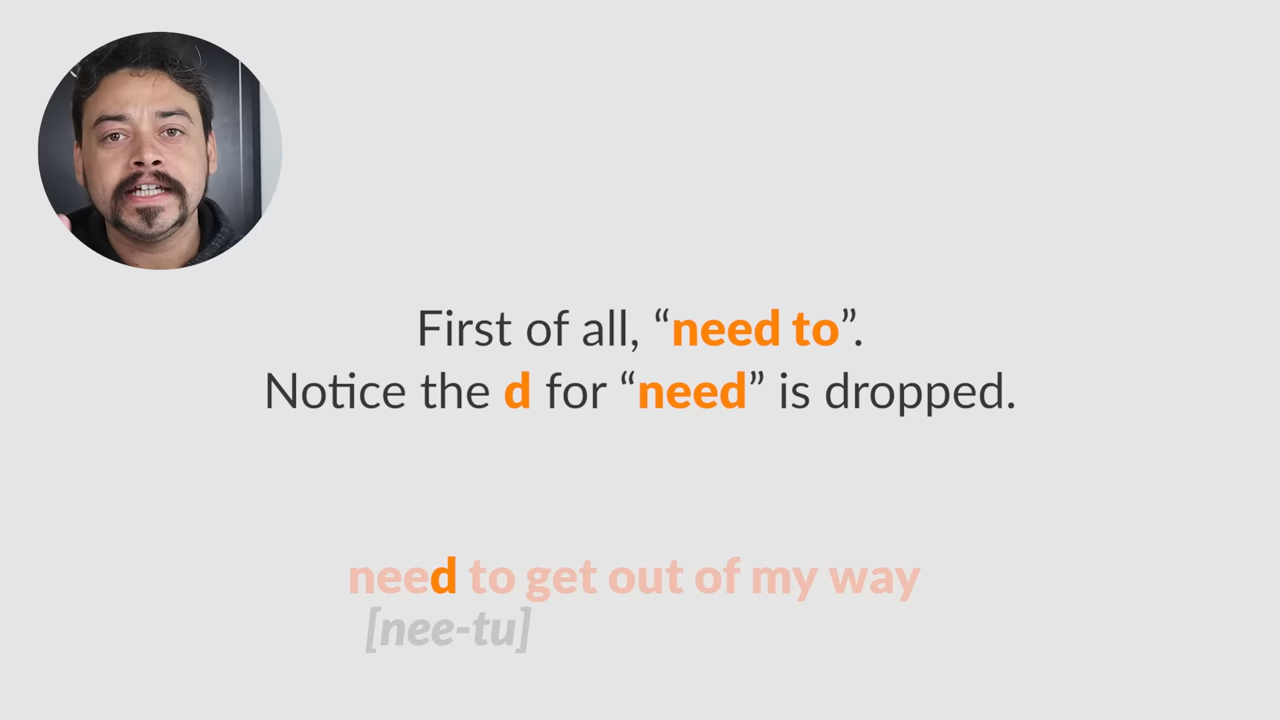 First of all, “need to”.
Notice the d for “need” is dropped.
need to get out of my way
[nee-tu]